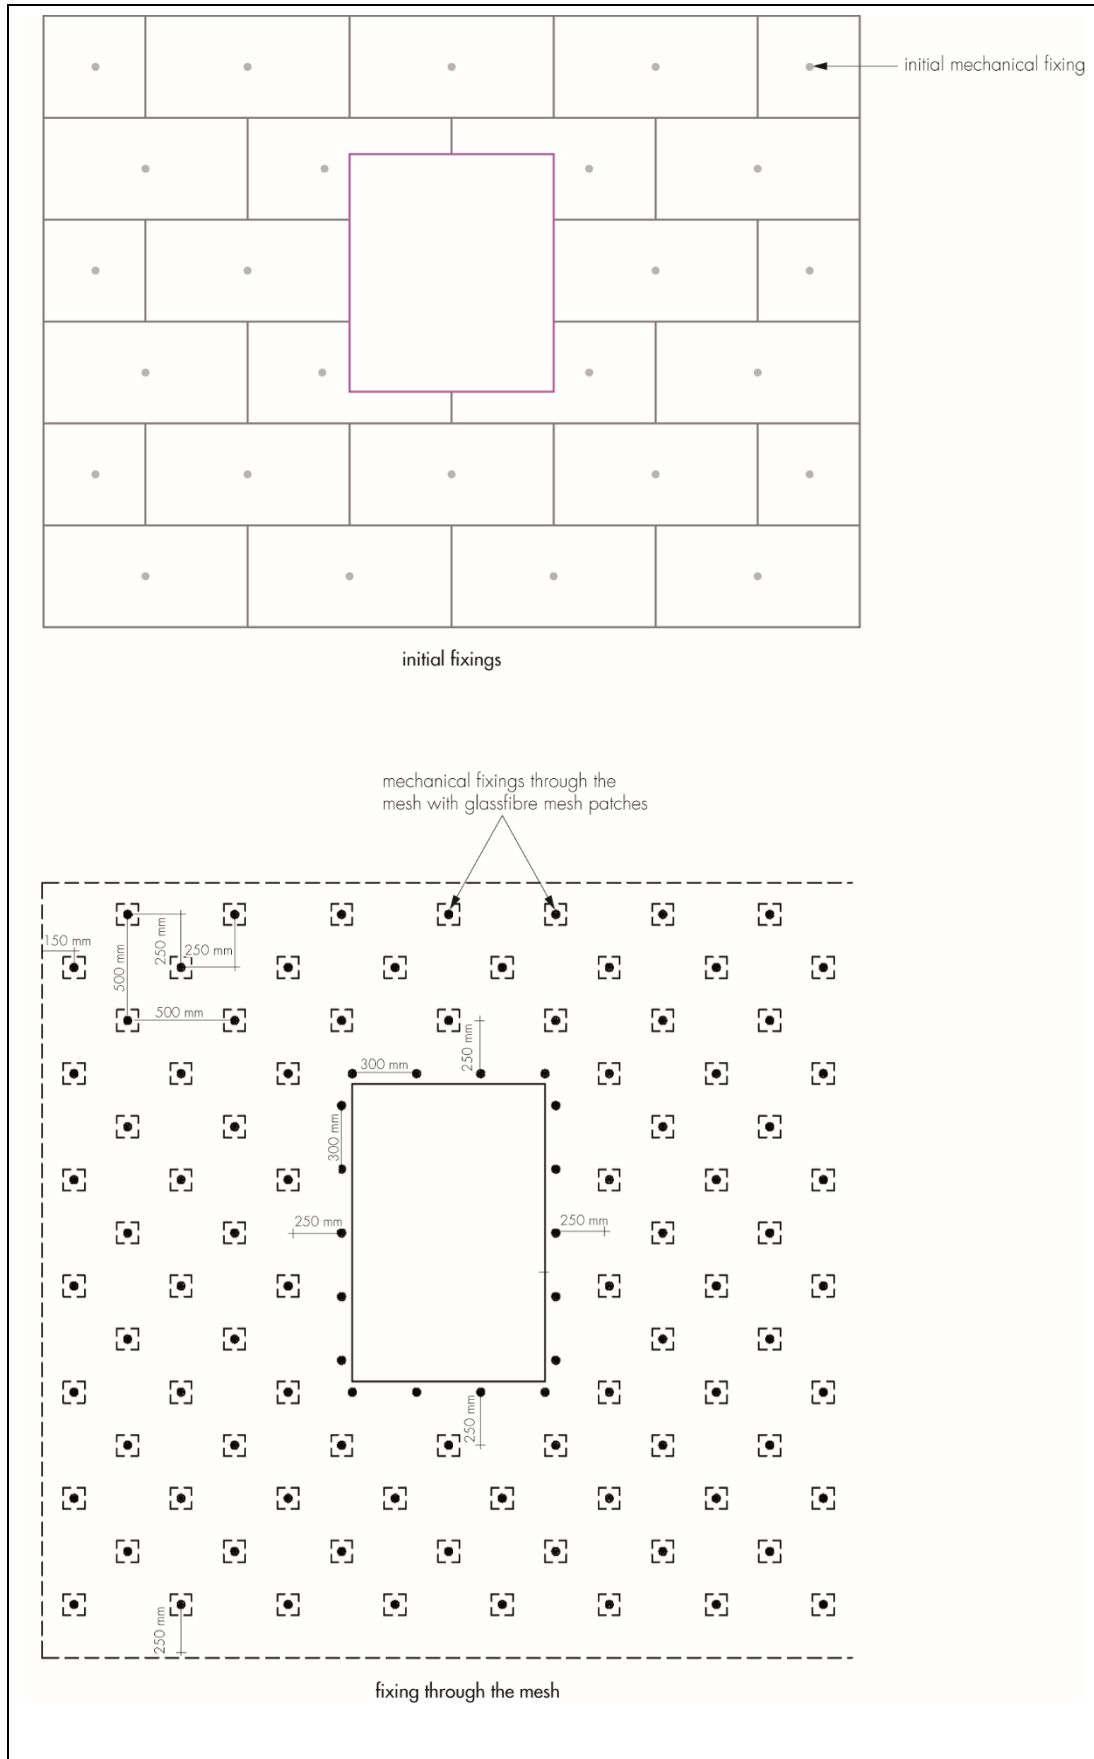 initial mechanical fixing
initial fixings
mechanical fixings through the
mesh with glassfibre mesh patches
150 mm
500 mm
250 mm
250 mm
500 mm
250 mm
300 mm
300 mm
250 mm
250 mm
250 mm
250 mm
fixing through the mesh